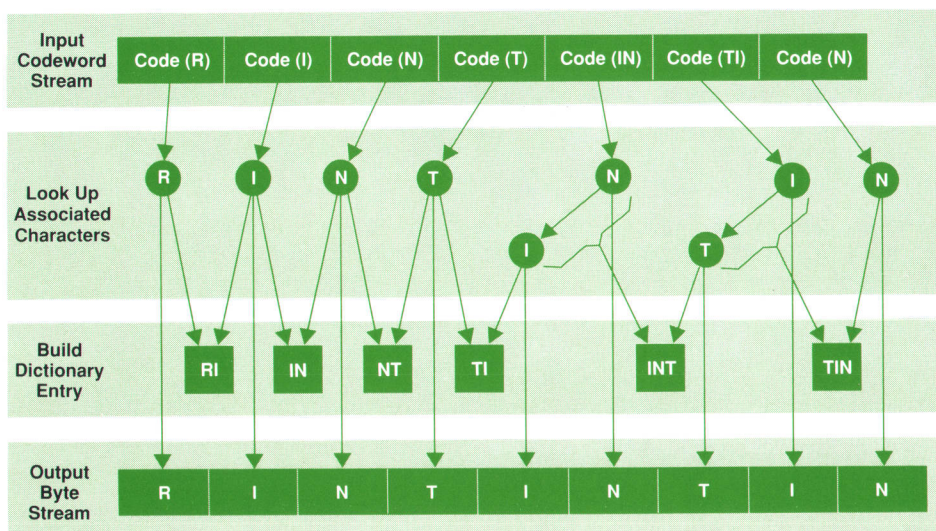 Input
Codeword
Stream
Code (R) Code (I) Code (N) Code (T) Code (IN) Code (TI) Code (N)
Look Up
Associated
Characters
R I N T N I N
I T
Build
Dictionary
Entry
RI IN NT TI INT TIN
Output
Byte
Stream
R I N T I N T I N